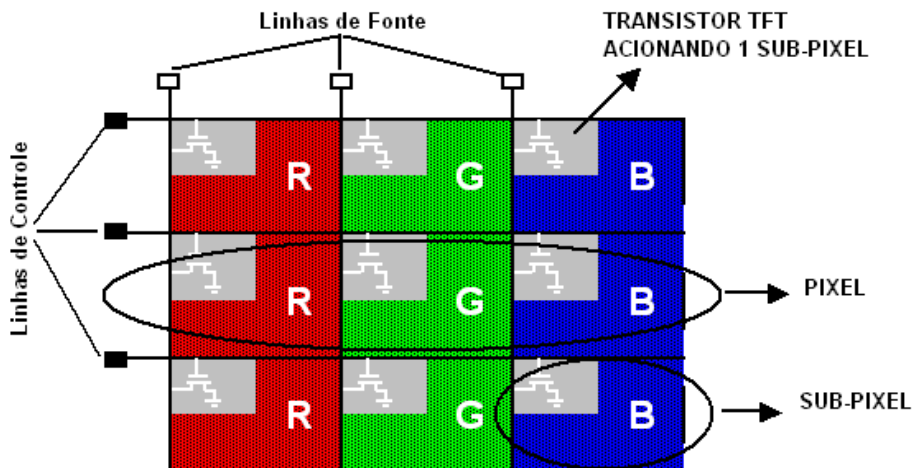 Linhas de Fonte
TRANSISTOR TFT
ACIONANDO 1 SUB-PIXEL
Linhas de Controle
R
G
B
R
G
B
PIXEL
R
G
B
SUB-PIXEL